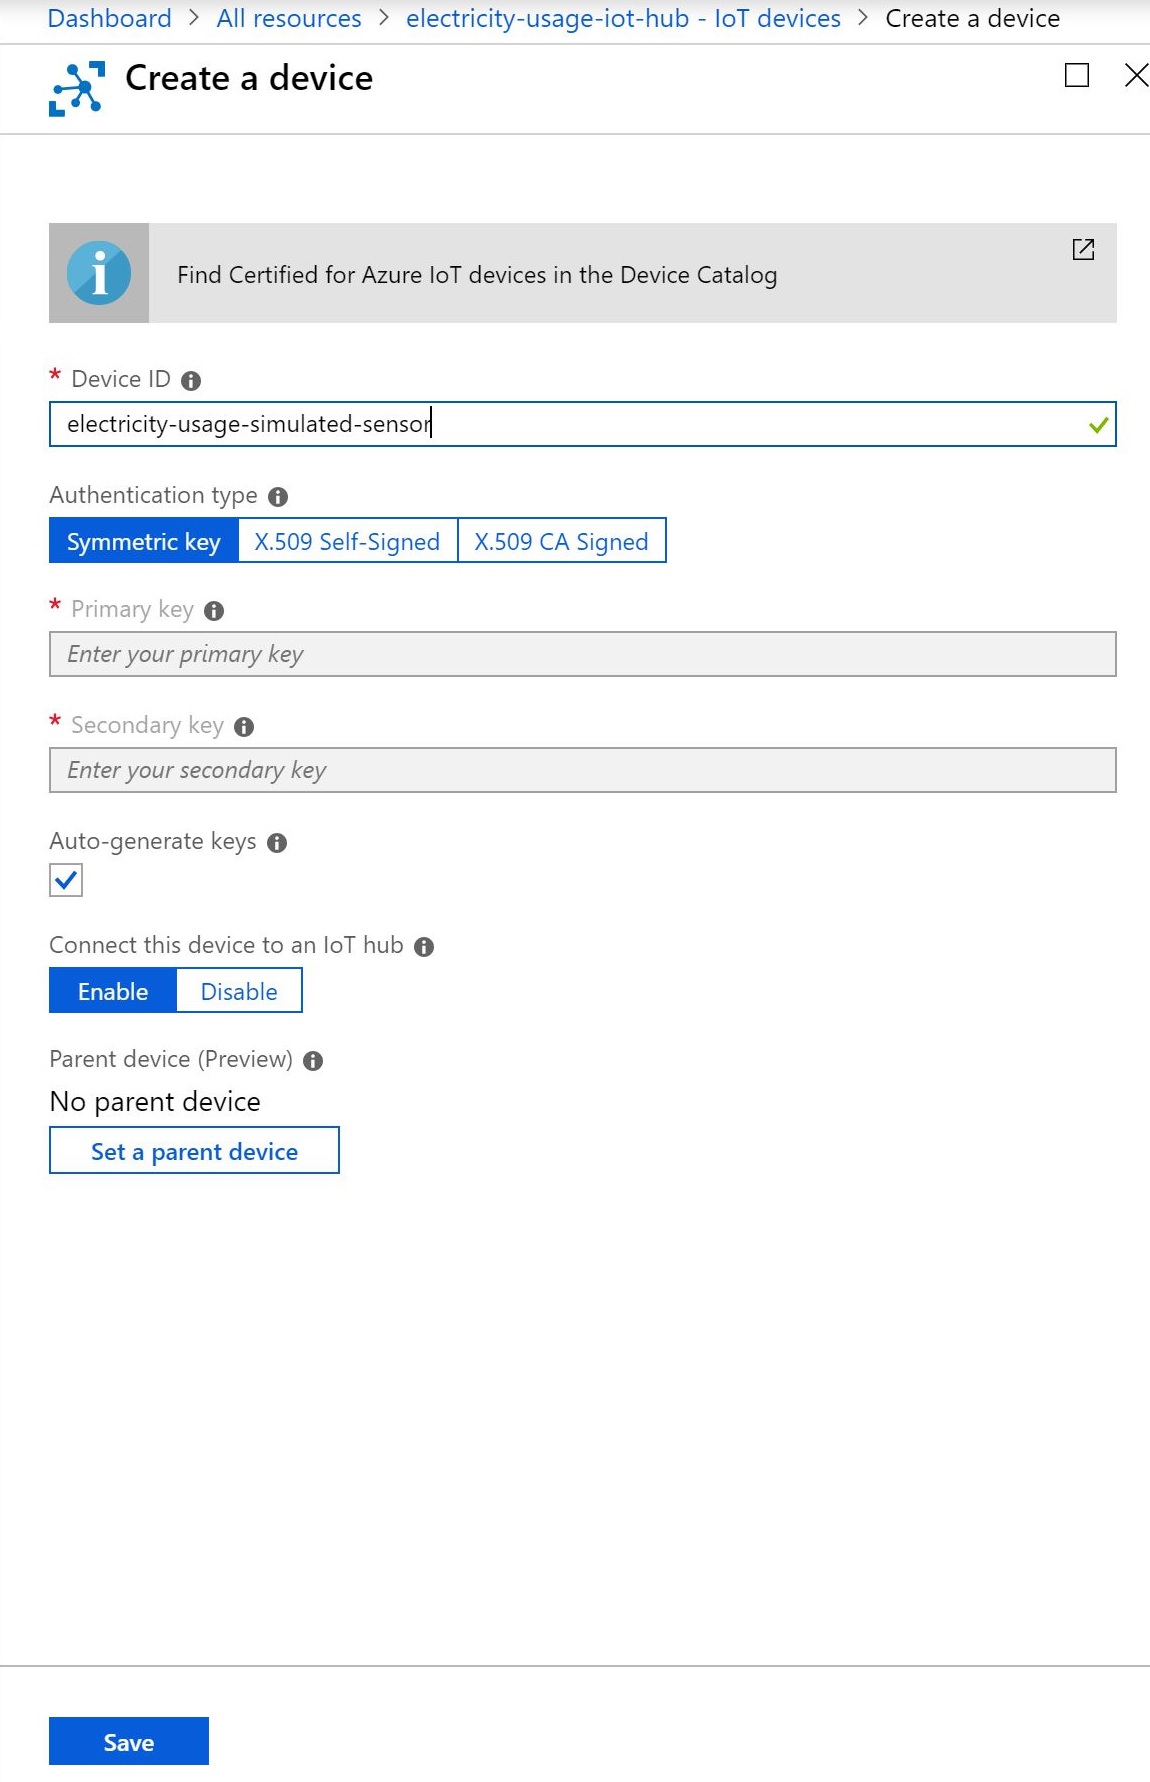 Dashboard > All resources > electricity-usage-iot-hub - IoT devices > Create a device
Create a device
Find Certified for Azure IoT devices in the Device Catalog
* Device ID
electricity-usage-simulated-sensor
Authentication type
Symmetric key X.509 Self-Signed X.509 CA Signed
* Primary key
Enter your primary key
* Secondary key
Enter your secondary key
Auto-generate keys
Connect this device to an IoT hub
Enable Disable
Parent device (Preview)
No parent device
Set a parent device
Save